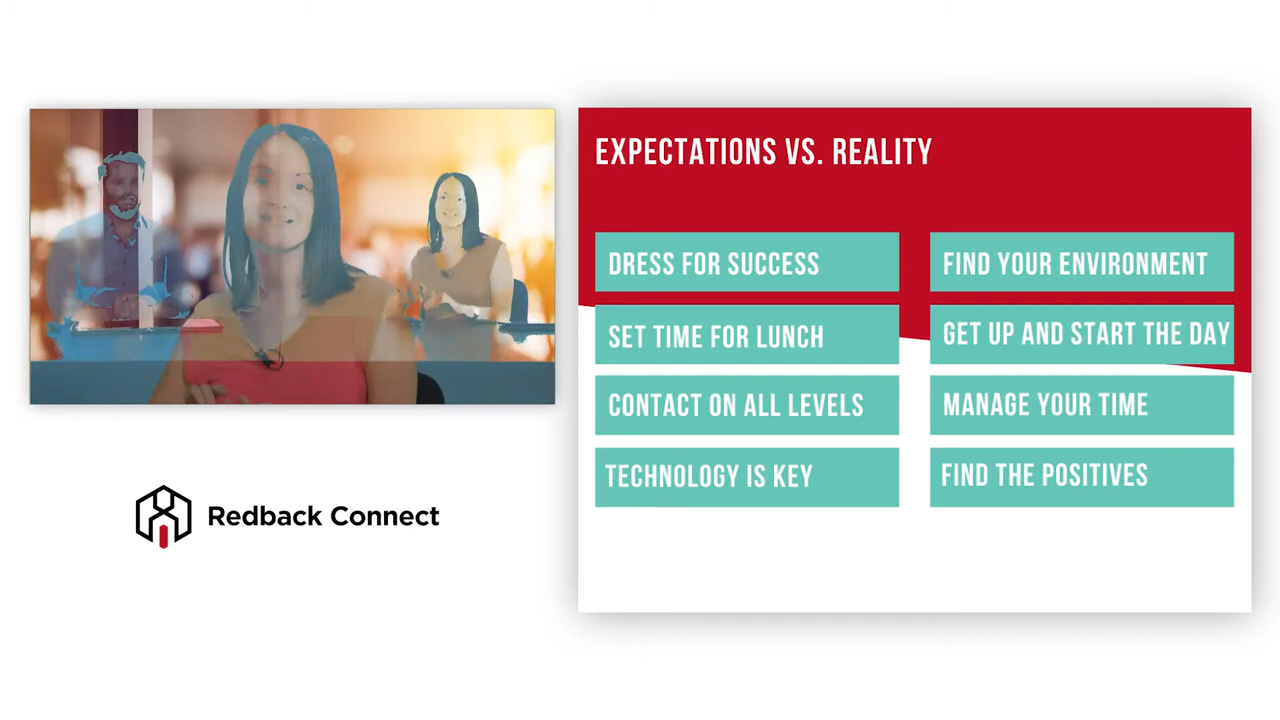 EXPECTATIONS VS. REALITY
DRESS FOR SUCCESS
FIND YOUR ENVIRONMENT
SET TIME FOR LUNCH
GET UP AND START THE DAY
CONTACT ON ALL LEVELS
MANAGE YOUR TIME
TECHNOLOGY IS KEY
FIND THE POSITIVES
Redback Connect